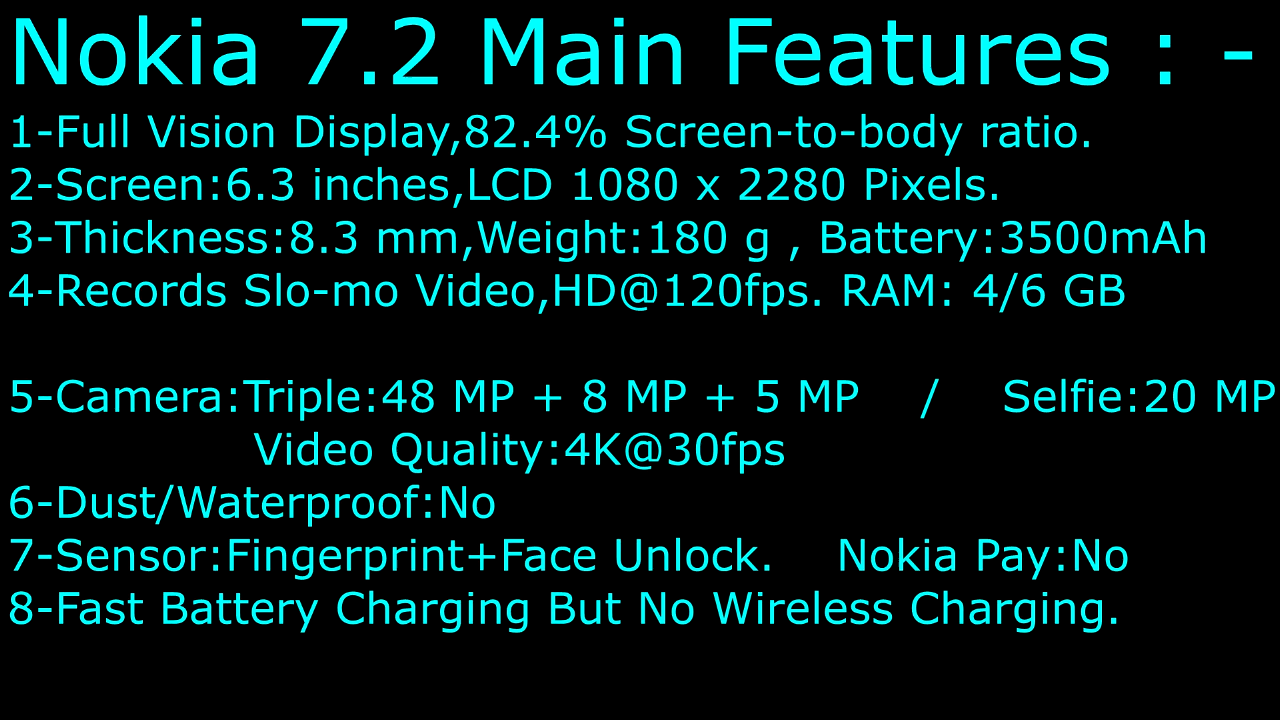 Nokia 7.2 Main Features : -
1-Full Vision Display,82.4% Screen-to-body ratio.
2-Screen:6.3 inches,LCD 1080 x 2280 Pixels.
3-Thickness:8.3 mm,Weight:180 g , Battery:3500mAh
4-Records Slo-mo Video,HD@120fps. RAM: 4/6 GB
5-Camera:Triple:48 MP + 8 MP + 5 MP / Selfie:20 MP
Video Quality:4K@30fps
6-Dust/Waterproof:No
7-Sensor:Fingerprint+Face Unlock. Nokia Pay:No
8-Fast Battery Charging But No Wireless Charging.